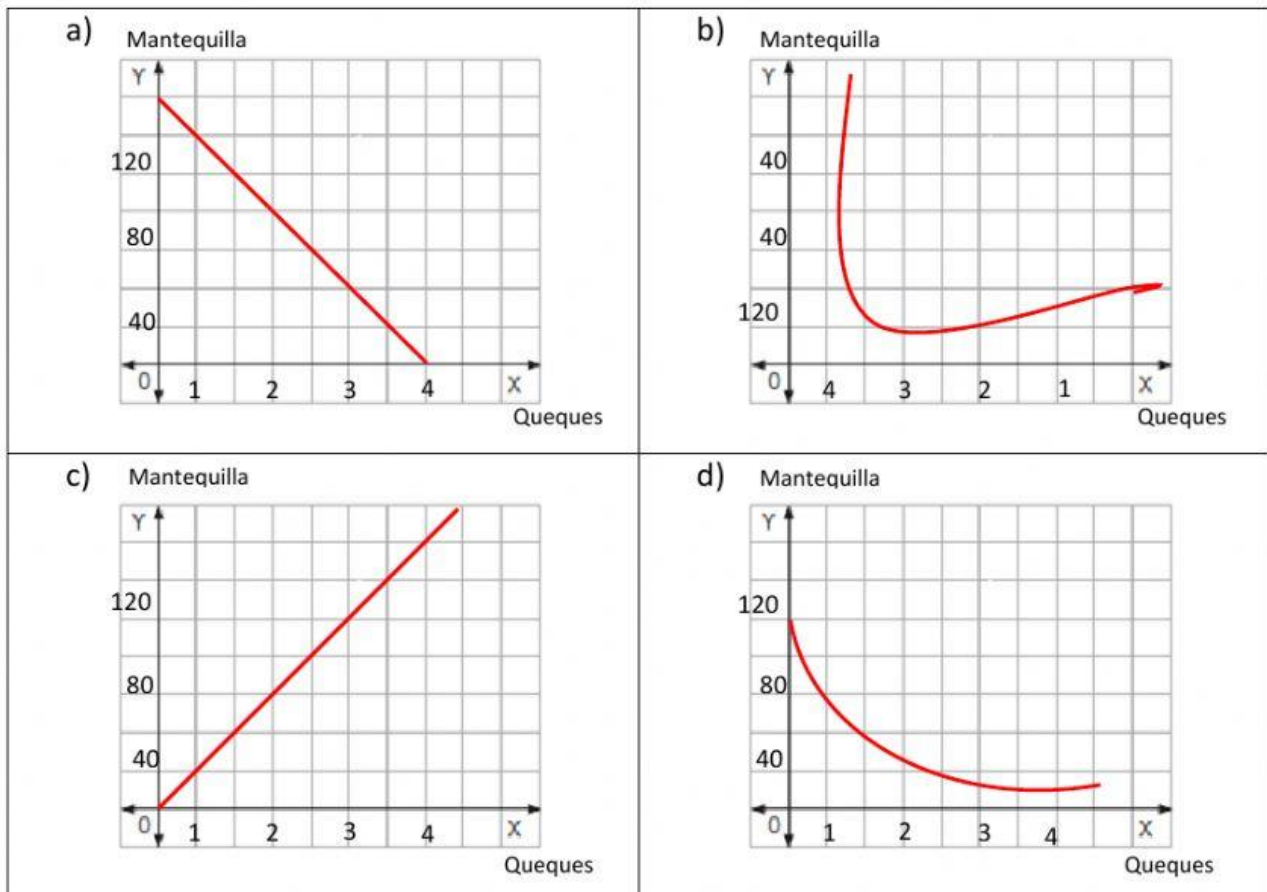 a)
Mantequilla
Y
120
80
40
0 1 2 3 4 X
Queques
b)
Mantequilla
Y
40
40
120
0 4 3 2 1 X
Queques
c)
Mantequilla
Y
120
80
40
0 1 2 3 4 X
Queques
d)
Mantequilla
Y
120
80
40
0 1 2 3 4 X
Queques